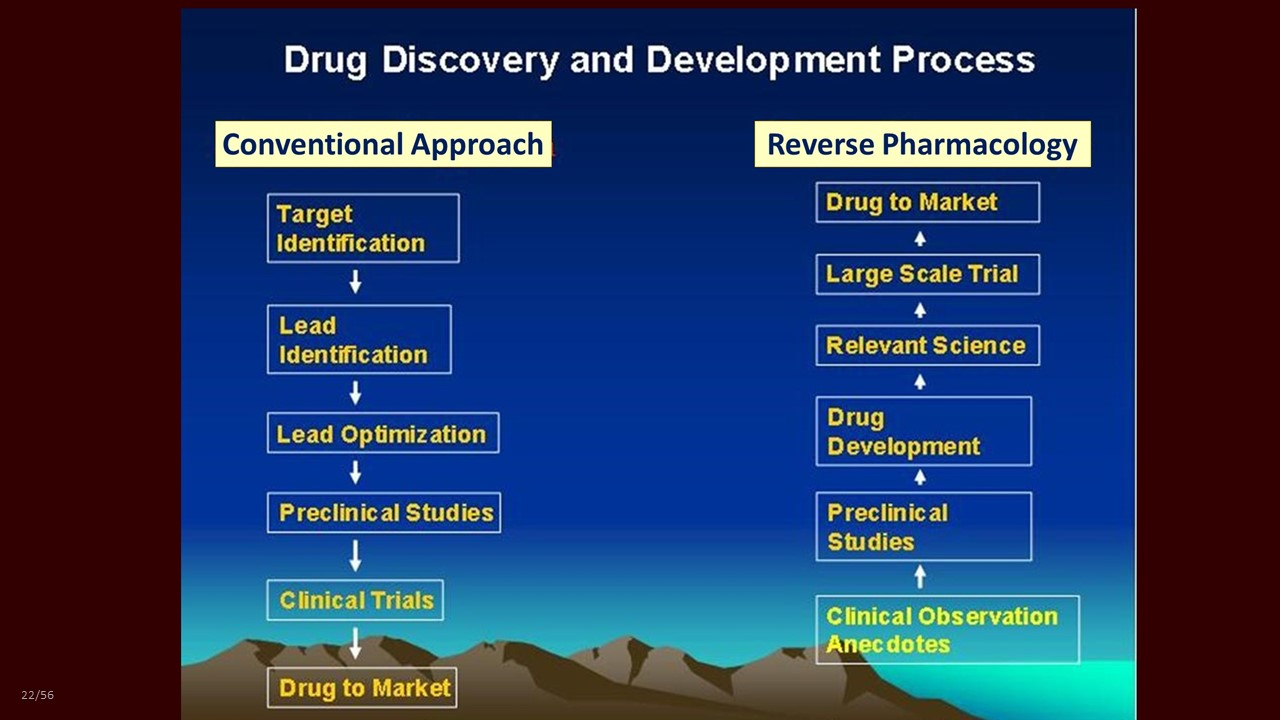 Drug Discovery and Development Process
Conventional Approach
Target
Identification
Lead
Identification
Lead Optimization
Preclinical Studies
Clinical Trials
Drug to Market
Reverse Pharmacology
Drug to Market
Large Scale Trial
Relevant Science
Drug
Development
Preclinical
Studies
Clinical Observation
Anecdotes
22/56